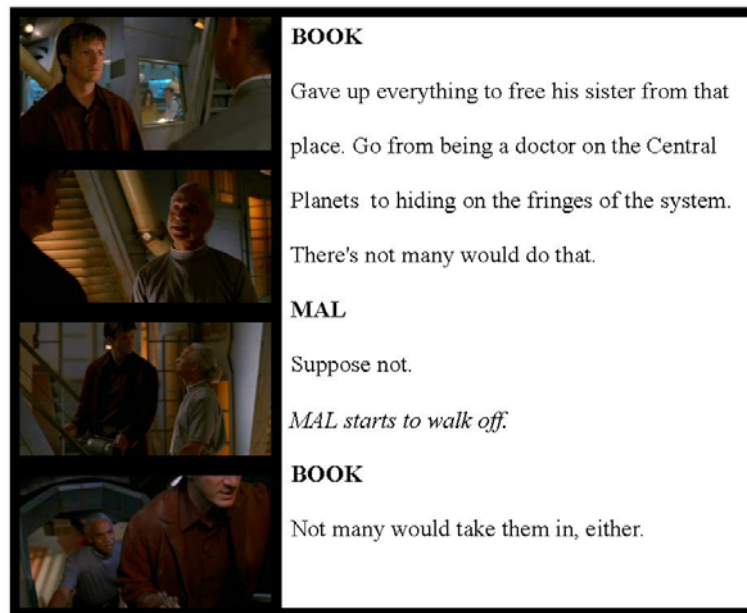 BOOK
Gave up everything to free his sister from that
place. Go from being a doctor on the Central
Planets to hiding on the fringes of the system.
There's not many would do that.
MAL
Suppose not.
MAL starts to walk off.
BOOK
Not many would take them in, either.